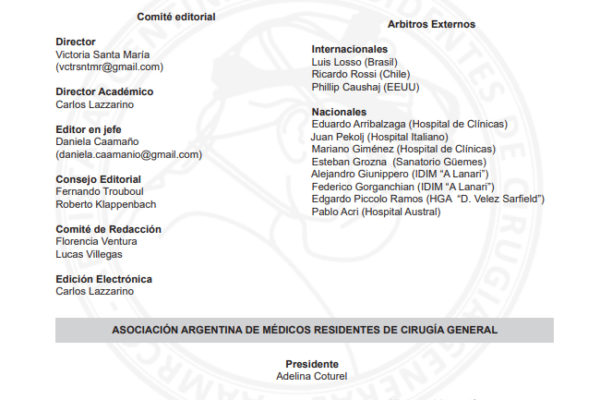 Comité editorial
Director
Victoria Santa María
(vctrsntmr@gmail.com)
Director Académico
Carlos Lazzarino
Editor en jefe
Daniela Caamaño
(daniela.caamanio@gmail.com)
Consejo Editorial
Fernando Trouboul
Roberto Klappenbach
Comité de Redacción
Florencia Ventura
Lucas Villegas
Edición Electrónica
Carlos Lazzarino
Arbitros Externos
Internacionales
Luis Losso (Brasil)
Ricardo Rossi (Chile)
Phillip Caushaj (EEUU)
Nacionales
Eduardo Arribalzaga (Hospital de Clínicas)
Juan Pekolj (Hospital Italiano)
Mariano Giménez (Hospital de Clínicas)
Esteban Grozna (Sanatorio Güemes)
Alejandro Giunippero (IDIM “A Lanari”)
Federico Gorganchian (IDIM “A Lanari”)
Edgardo Piccolo Ramos (HGA “D. Velez Sarfield”)
Pablo Acri (Hospital Austral)
ASOCIACIÓN ARGENTINA DE MÉDICOS RESIDENTES DE CIRUGÍA GENERAL
Presidente
Adelina Coturel